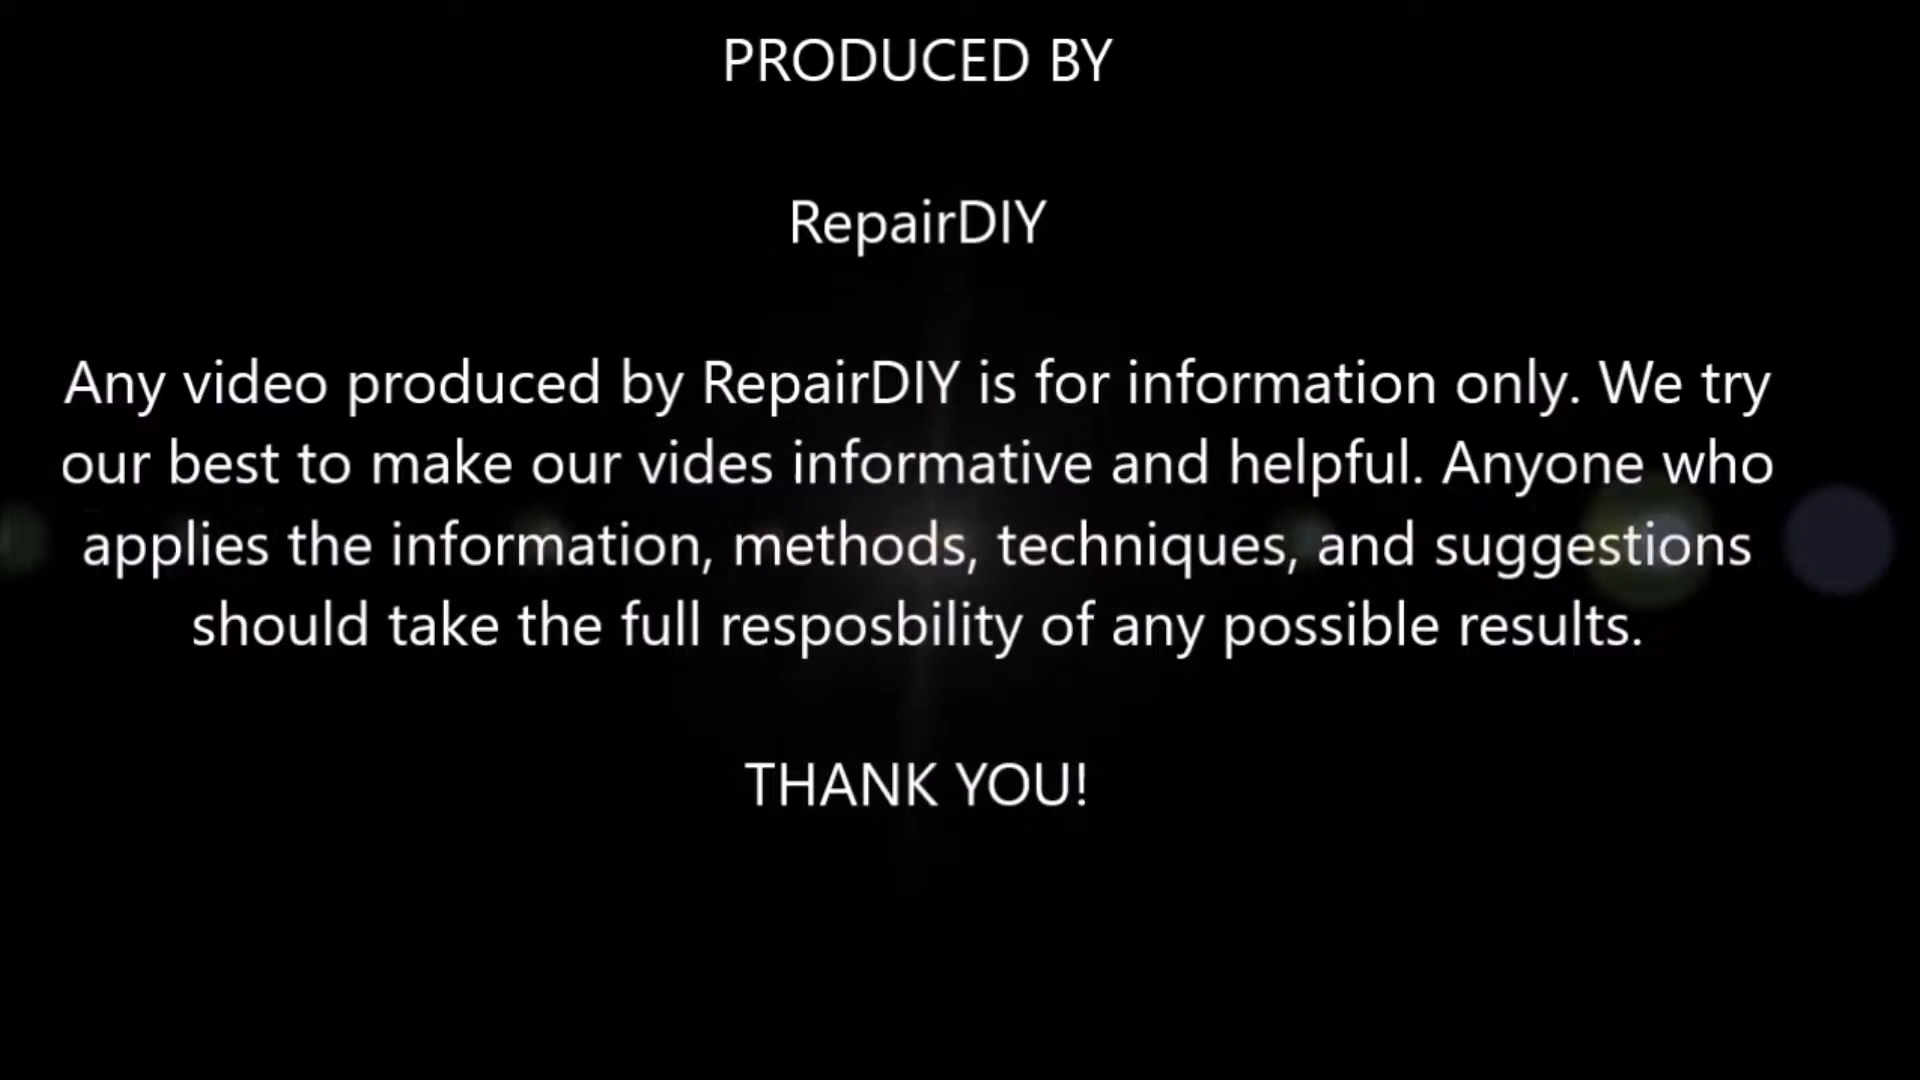 PRODUCED BY
RepairDIY
Any video produced by RepairDIY is for information only. We try
our best to make our vides informative and helpful. Anyone who
applies the information, methods, techniques, and suggestions
should take the full resposbility of any possible results.
THANK YOU!